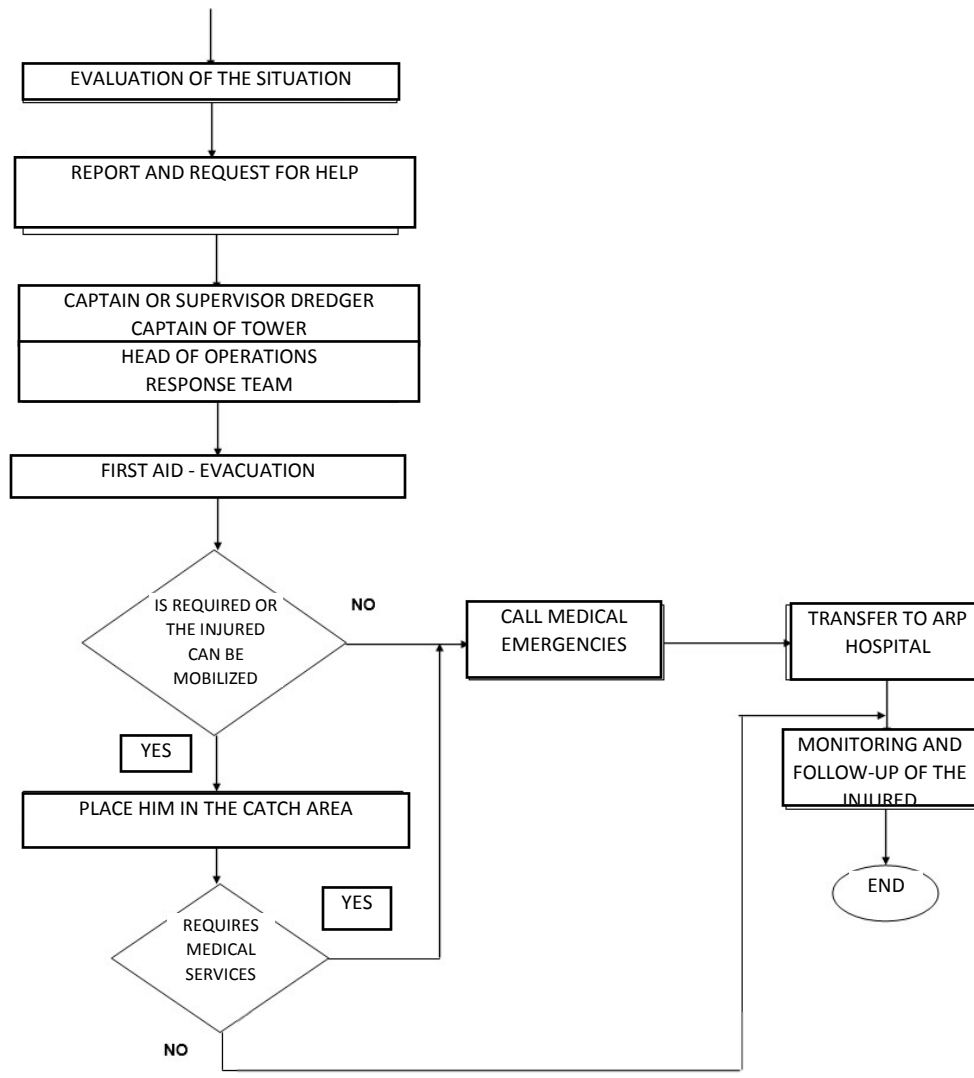 EVALUATION OF THE SITUATION
REPORT AND REQUEST FOR HELP
CAPTAIN OR SUPERVISOR DREDGER
CAPTAIN OF TOWER
HEAD OF OPERATIONS
RESPONSE TEAM
FIRST AID - EVACUATION
IS REQUIRED OR
THE INJURED
CAN BE
MOBILIZED
NO
CALL MEDICAL
EMERGENCIES
TRANSFER TO ARP
HOSPITAL
YES
MONITORING AND
FOLLOW-UP OF THE
INJURED
PLACE HIM IN THE CATCH AREA
YES
END
REQUIRES
MEDICAL
SERVICES
NO